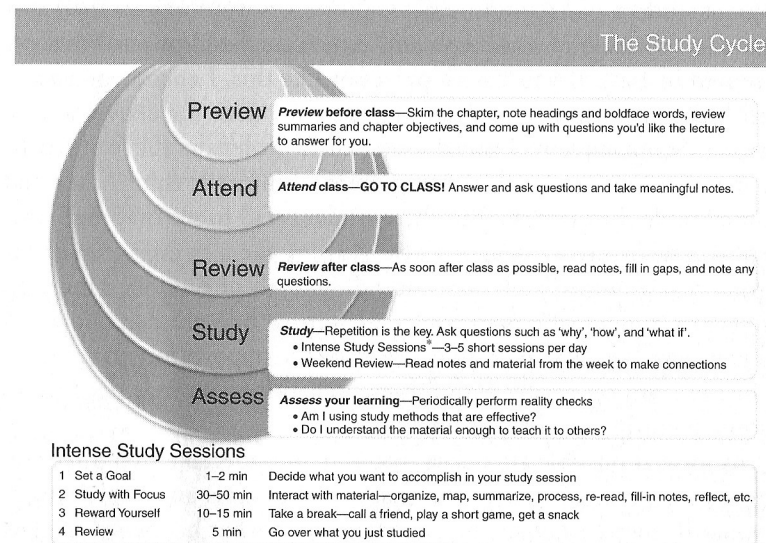 The Study Cycle
Preview
Preview before class—Skim the chapter, note headings and boldface words, review
summaries and chapter objectives, and come up with questions you'd like the lecture
to answer for you.
Attend
Attend class—GO TO CLASS! Answer and ask questions and take meaningful notes.
Review
Review after class—As soon after class as possible, read notes, fill in gaps, and note any
questions.
Study
Study—Repetition is the key. Ask questions such as 'why', 'how', and 'what if'.
• Intense Study Sessions*—3–5 short sessions per day
• Weekend Review—Read notes and material from the week to make connections
Assess
Assess your learning—Periodically perform reality checks
• Am I using study methods that are effective?
• Do I understand the material enough to teach it to others?
Intense Study Sessions
1 Set a Goal 1–2 min Decide what you want to accomplish in your study session
2 Study with Focus 30–50 min Interact with material—organize, map, summarize, process, re-read, fill-in notes, reflect, etc.
3 Reward Yourself 10–15 min Take a break—call a friend, play a short game, get a snack
4 Review 5 min Go over what you just studied